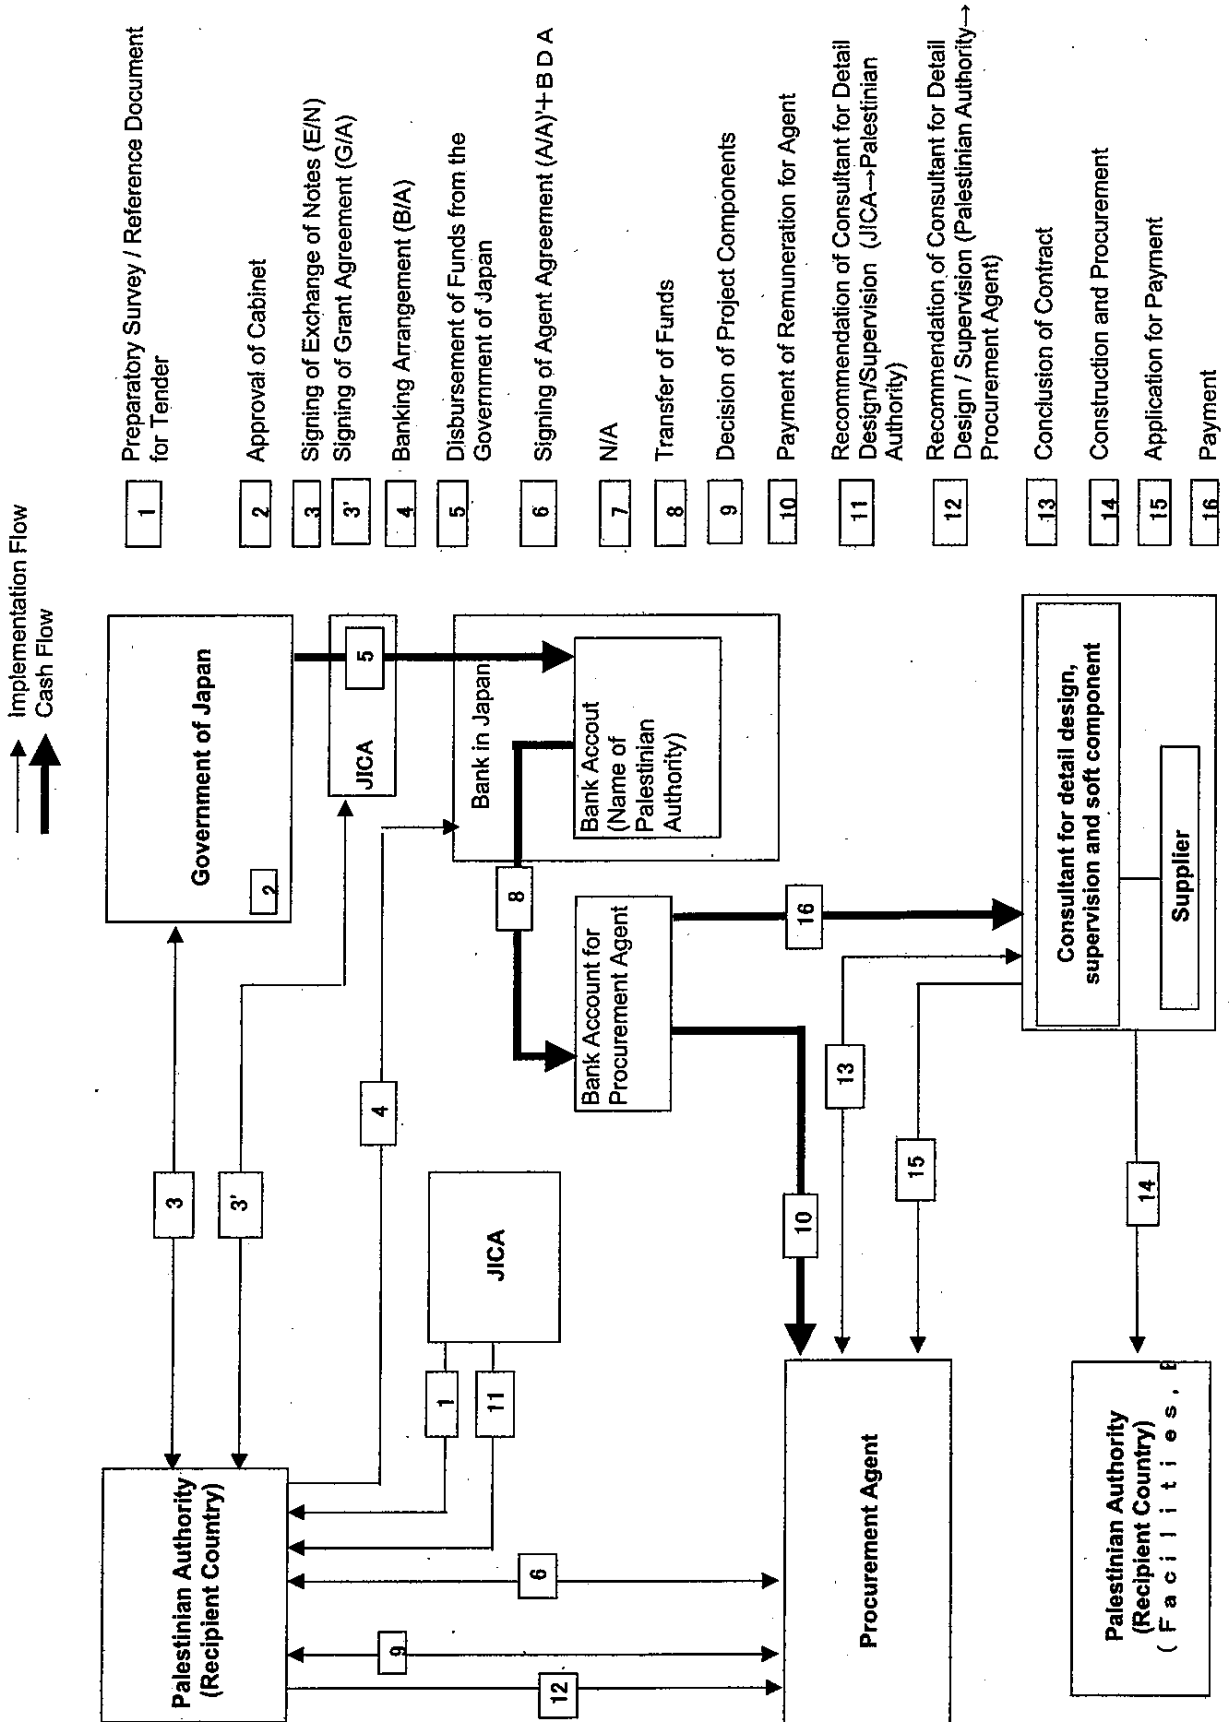 Implementation Flow
Cash Flow
Palestinian Authority
(Recipient Country)
3
3'
Government of Japan
2
JICA
5
4
Bank in Japan
Bank Accout
(Name of
Palestinian
Authority)
8
Bank Account for
Procurement Agent
JICA
1
11
6
9
12
10
16
13
15
Procurement Agent
Consultant for detail design,
supervision and soft component
Supplier
14
Palestinian Authority
(Recipient Country)
( F a c i l i t i e s ,
1 Preparatory Survey / Reference Document
for Tender
2 Approval of Cabinet
3 Signing of Exchange of Notes (E/N)
3' Signing of Grant Agreement (G/A)
4 Banking Arrangement (B/A)
5 Disbursement of Funds from the
Government of Japan
6 Signing of Agent Agreement (A/A)'+B D A
7 N/A
8 Transfer of Funds
9 Decision of Project Components
10 Payment of Remuneration for Agent
11 Recommendation of Consultant for Detail
Design/Supervision (JICA→Palestinian
Authority)
12 Recommendation of Consultant for Detail
Design / Supervision (Palestinian Authority→
Procurement Agent)
13 Conclusion of Contract
14 Construction and Procurement
15 Application for Payment
16 Payment